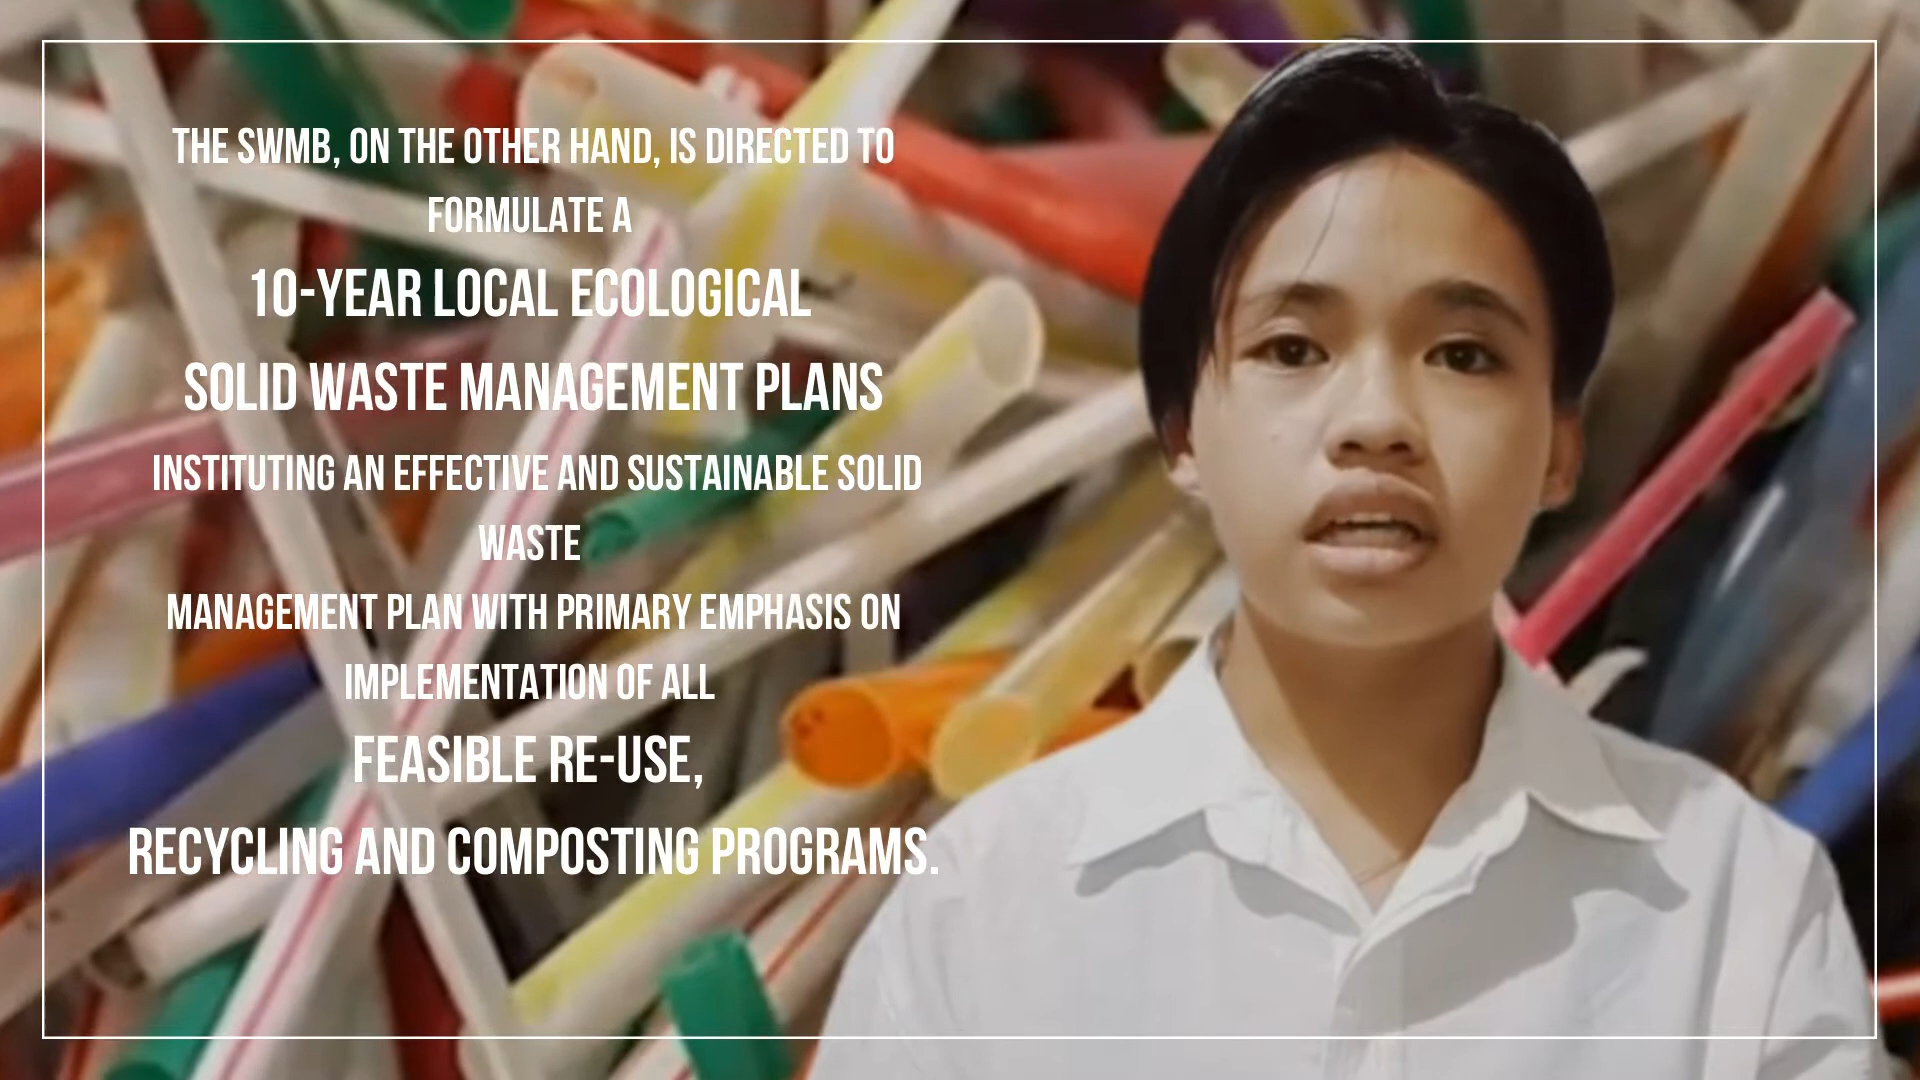 THE SWMB, ON THE OTHER HAND, IS DIRECTED TO
FORMULATE A
10-YEAR LOCAL ECOLOGICAL
SOLID WASTE MANAGEMENT PLANS
INSTITUTING AN EFFECTIVE AND SUSTAINABLE SOLID
WASTE
MANAGEMENT PLAN WITH PRIMARY EMPHASIS ON
IMPLEMENTATION OF ALL
FEASIBLE RE-USE,
RECYCLING AND COMPOSTING PROGRAMS.